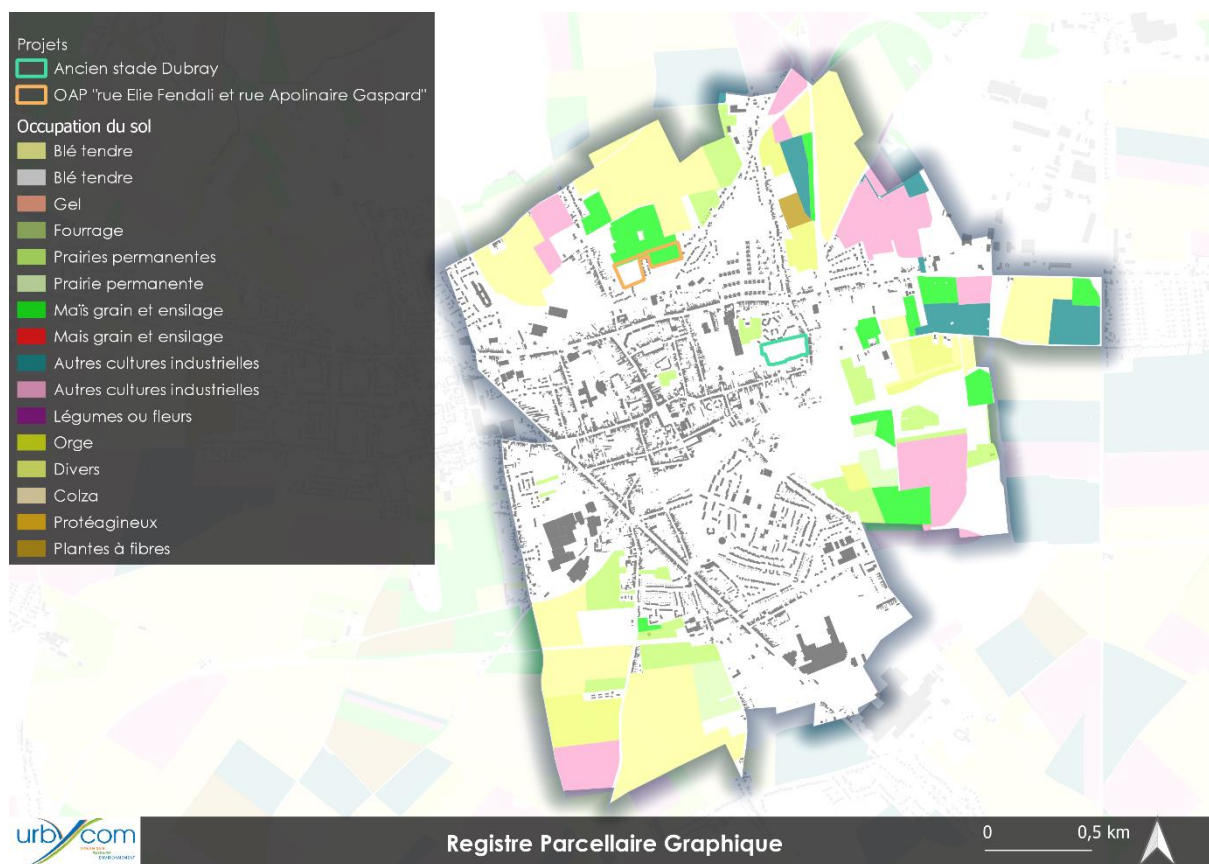 Projets
Ancien stade Dubray
OAP "rue Elie Fendali et rue Apolinaire Gaspard"
Occupation du sol
Blé tendre
Blé tendre
Gel
Fourrage
Prairies permanentes
Prairie permanente
Maïs grain et ensilage
Mais grain et ensilage
Autres cultures industrielles
Autres cultures industrielles
Légumes ou fleurs
Orge
Divers
Colza
Protéagineux
Plantes à fibres
urbycom
ENVIRONNEMENT
Registre Parcellaire Graphique
0 0,5 km